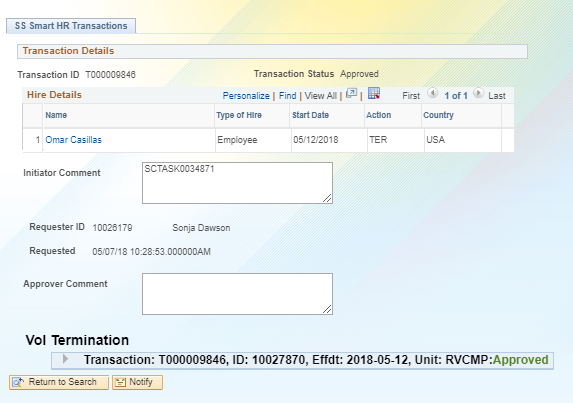 SS Smart HR Transactions
Transaction Details
Transaction ID T000009846 Transaction Status Approved
Hire Details Personalize | Find | View All | | First 1 of 1 Last
Name Type of Hire Start Date Action Country
1 Omar Casillas Employee 05/12/2018 TER USA
Initiator Comment SCTASK0034871
Requester ID 10026179 Sonja Dawson
Requested 05/07/18 10:28:53.000000AM
Approver Comment
Vol Termination
Transaction: T000009846, ID: 10027870, Effdt: 2018-05-12, Unit: RVCMP:Approved
Return to Search Notify